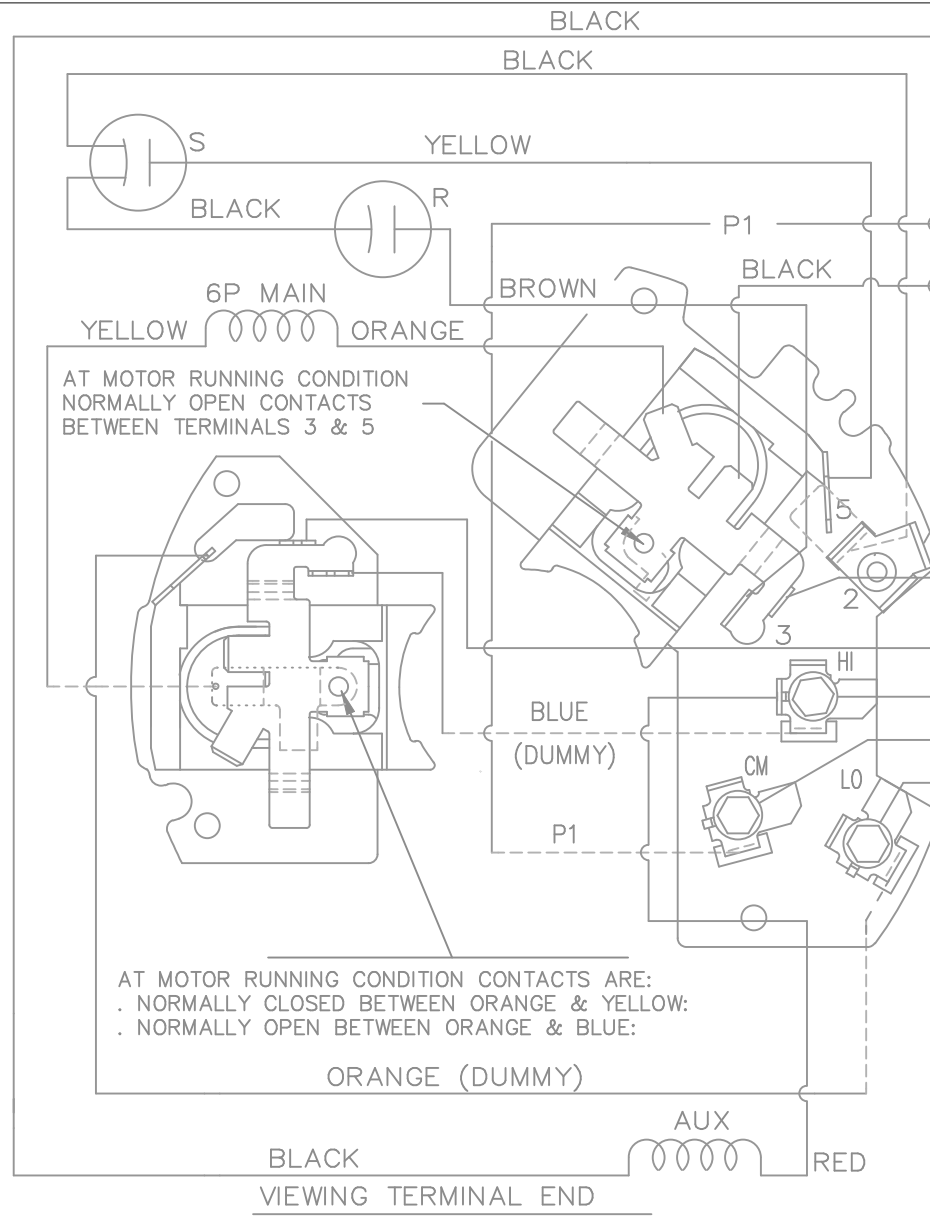 BLACK
BLACK
S
YELLOW
BLACK
R
P1
BLACK
6P MAIN
BROWN
YELLOW
ORANGE
AT MOTOR RUNNING CONDITION
NORMALLY OPEN CONTACTS
BETWEEN TERMINALS 3 & 5
5
2
3
HI
BLUE
(DUMMY)
CM
LO
P1
AT MOTOR RUNNING CONDITION CONTACTS ARE:
. NORMALLY CLOSED BETWEEN ORANGE & YELLOW:
. NORMALLY OPEN BETWEEN ORANGE & BLUE:
ORANGE (DUMMY)
AUX
BLACK
RED
VIEWING TERMINAL END